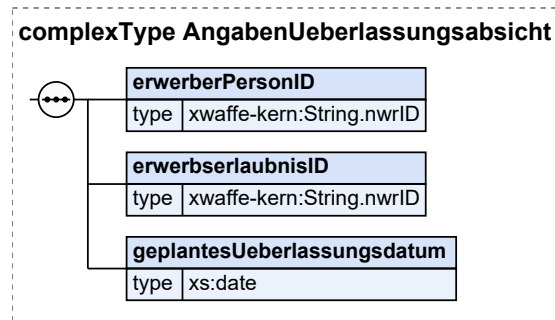 complexType AngabenUeberlassungsabsicht
erwerberPersonID
type xwaffe-kern:String.nwrID
erwerbserlaubnisID
type xwaffe-kern:String.nwrID
geplantesUeberlassungsdatum
type xs:date